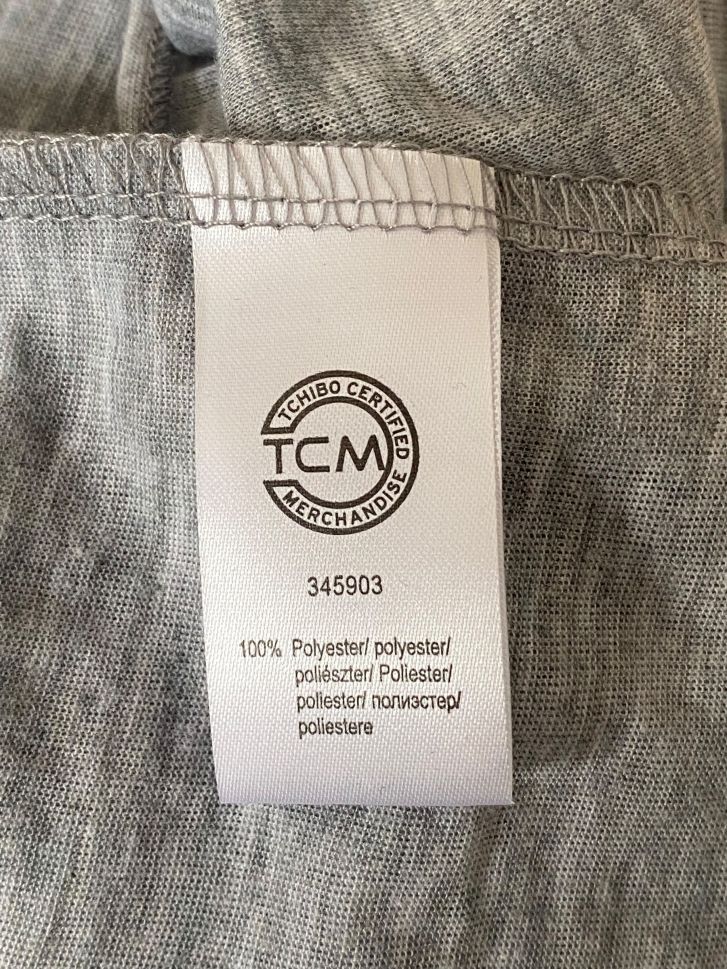 TCHIBO CERTIFIED
TCM
MERCHANDISE
345903
100% Polyester/ polyester/
poliészter/ Poliester/
poliester/ полиэстер/
poliestere